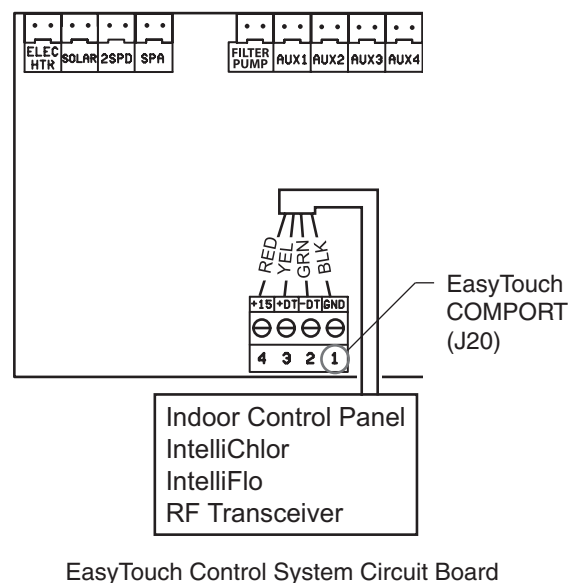 ELEC HTR SOLAR 2SPD SPA FILTER PUMP AUX1 AUX2 AUX3 AUX4
RED YEL GRN BLK
+15 +DT -DT GND
4 3 2 1
EasyTouch
COMPORT
(J20)
Indoor Control Panel
IntelliChlor
IntelliFlo
RF Transceiver
EasyTouch Control System Circuit Board